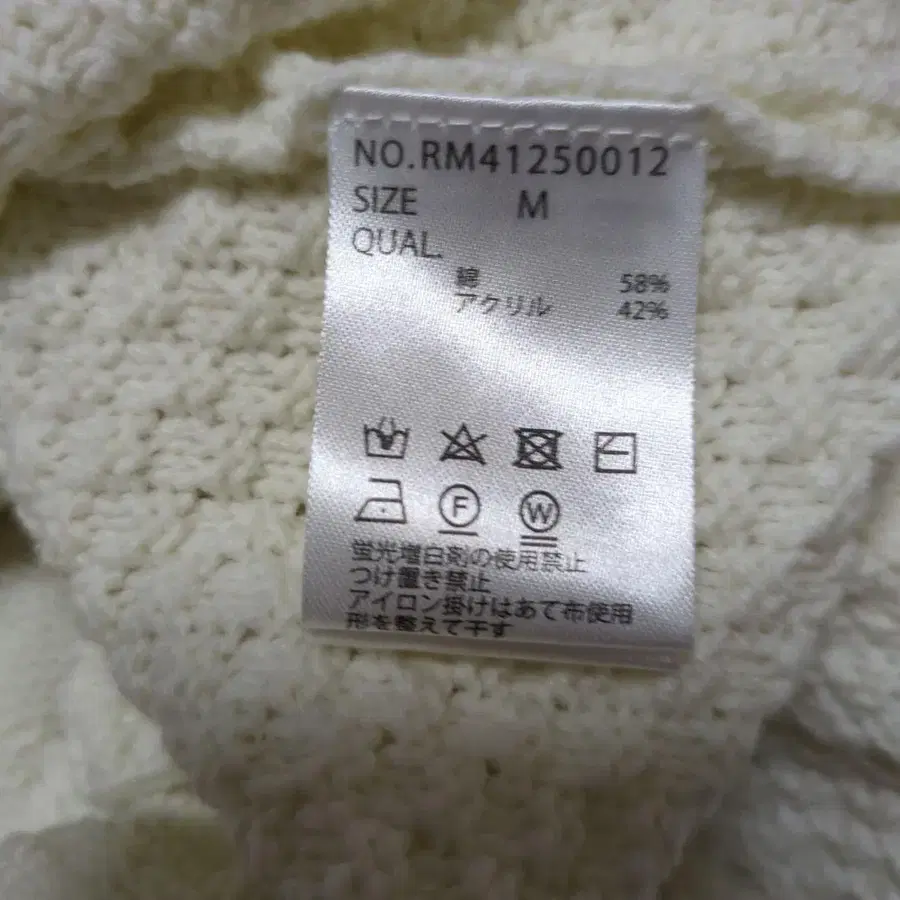 NO.RM41250012
SIZE M
QUAL.
綿 58%
アクリル 42%
F W
蛍光増白剤の使用禁止
つけ置き禁止
アイロン掛けはあて布使用
形を整えて干す